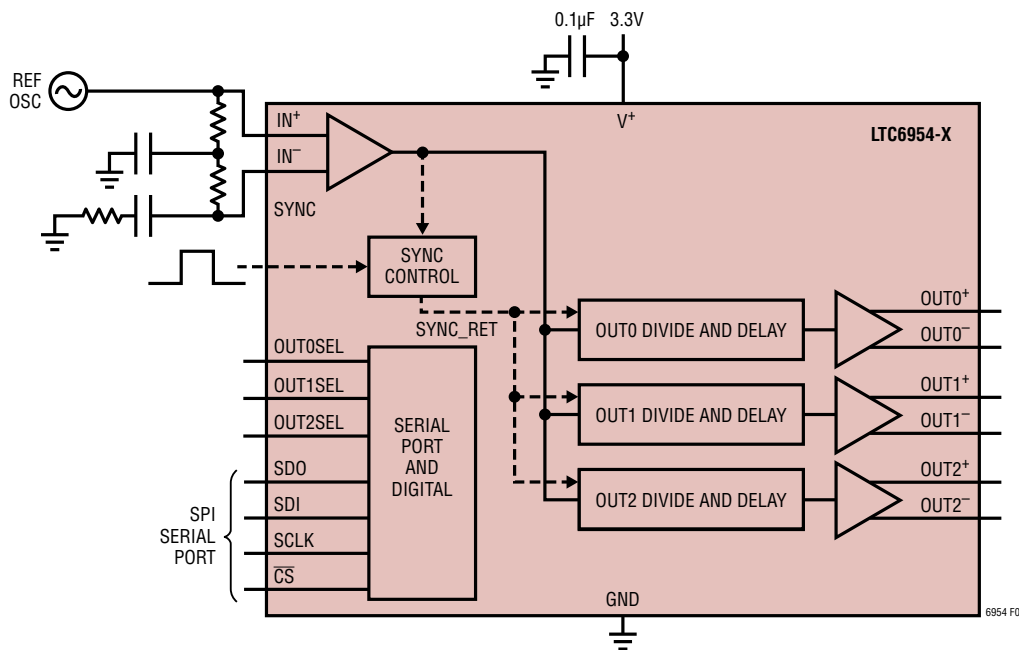 0.1µF 3.3V
REF
OSC
IN+
V+
LTC6954-X
IN–
SYNC
SYNC
CONTROL
SYNC_RET
OUT0 DIVIDE AND DELAY
OUT0+
OUT0–
OUT0SEL
OUT1SEL
OUT2SEL
SERIAL
PORT
AND
DIGITAL
OUT1 DIVIDE AND DELAY
OUT1+
OUT1–
SDO
SDI
SCLK
CS
SPI
SERIAL
PORT
OUT2 DIVIDE AND DELAY
OUT2+
OUT2–
GND